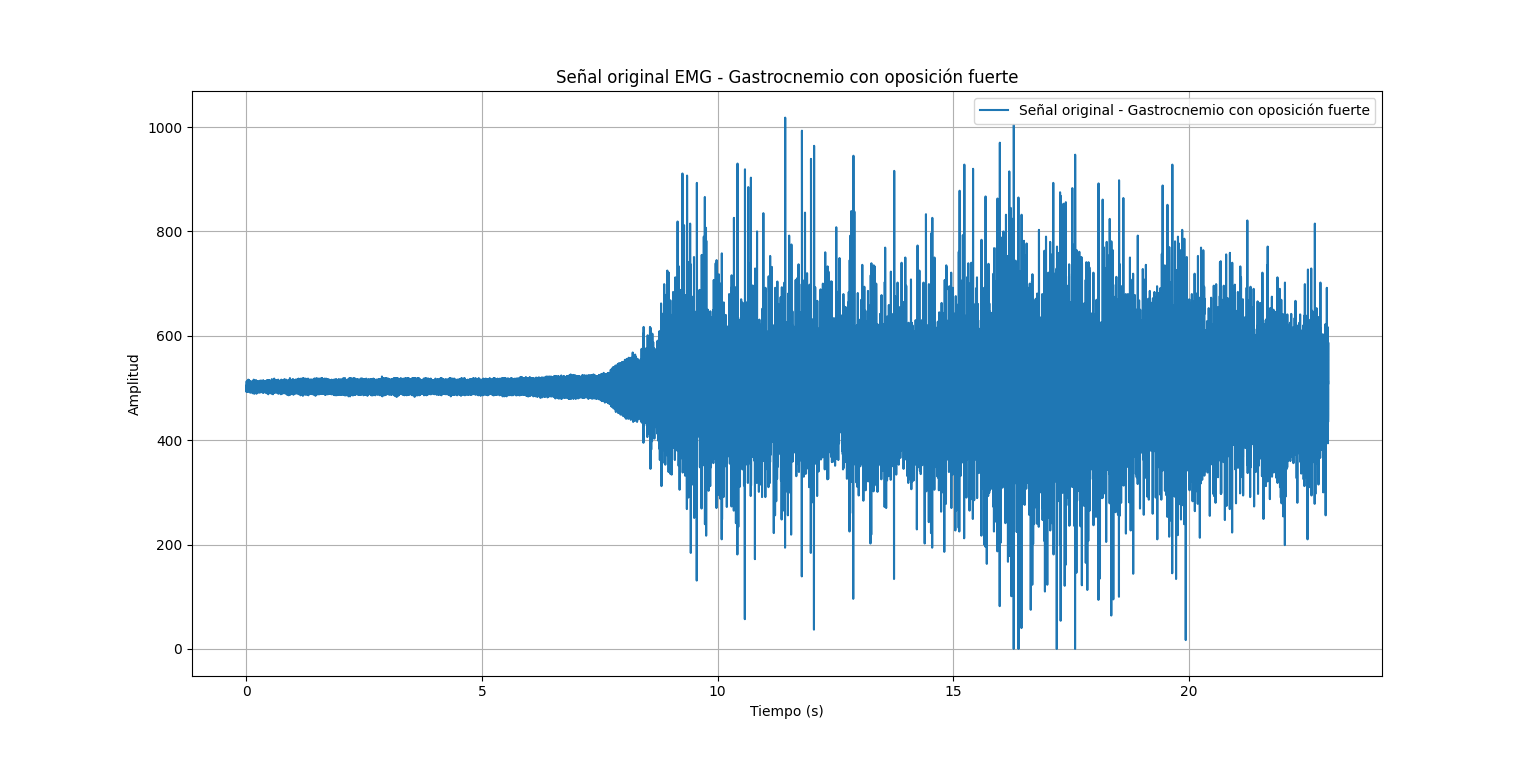 Señal original EMG - Gastrocnemio con oposición fuerte
Señal original - Gastrocnemio con oposición fuerte
1000
800
600
400
200
0
Amplitud
0 5 10 15 20
Tiempo (s)